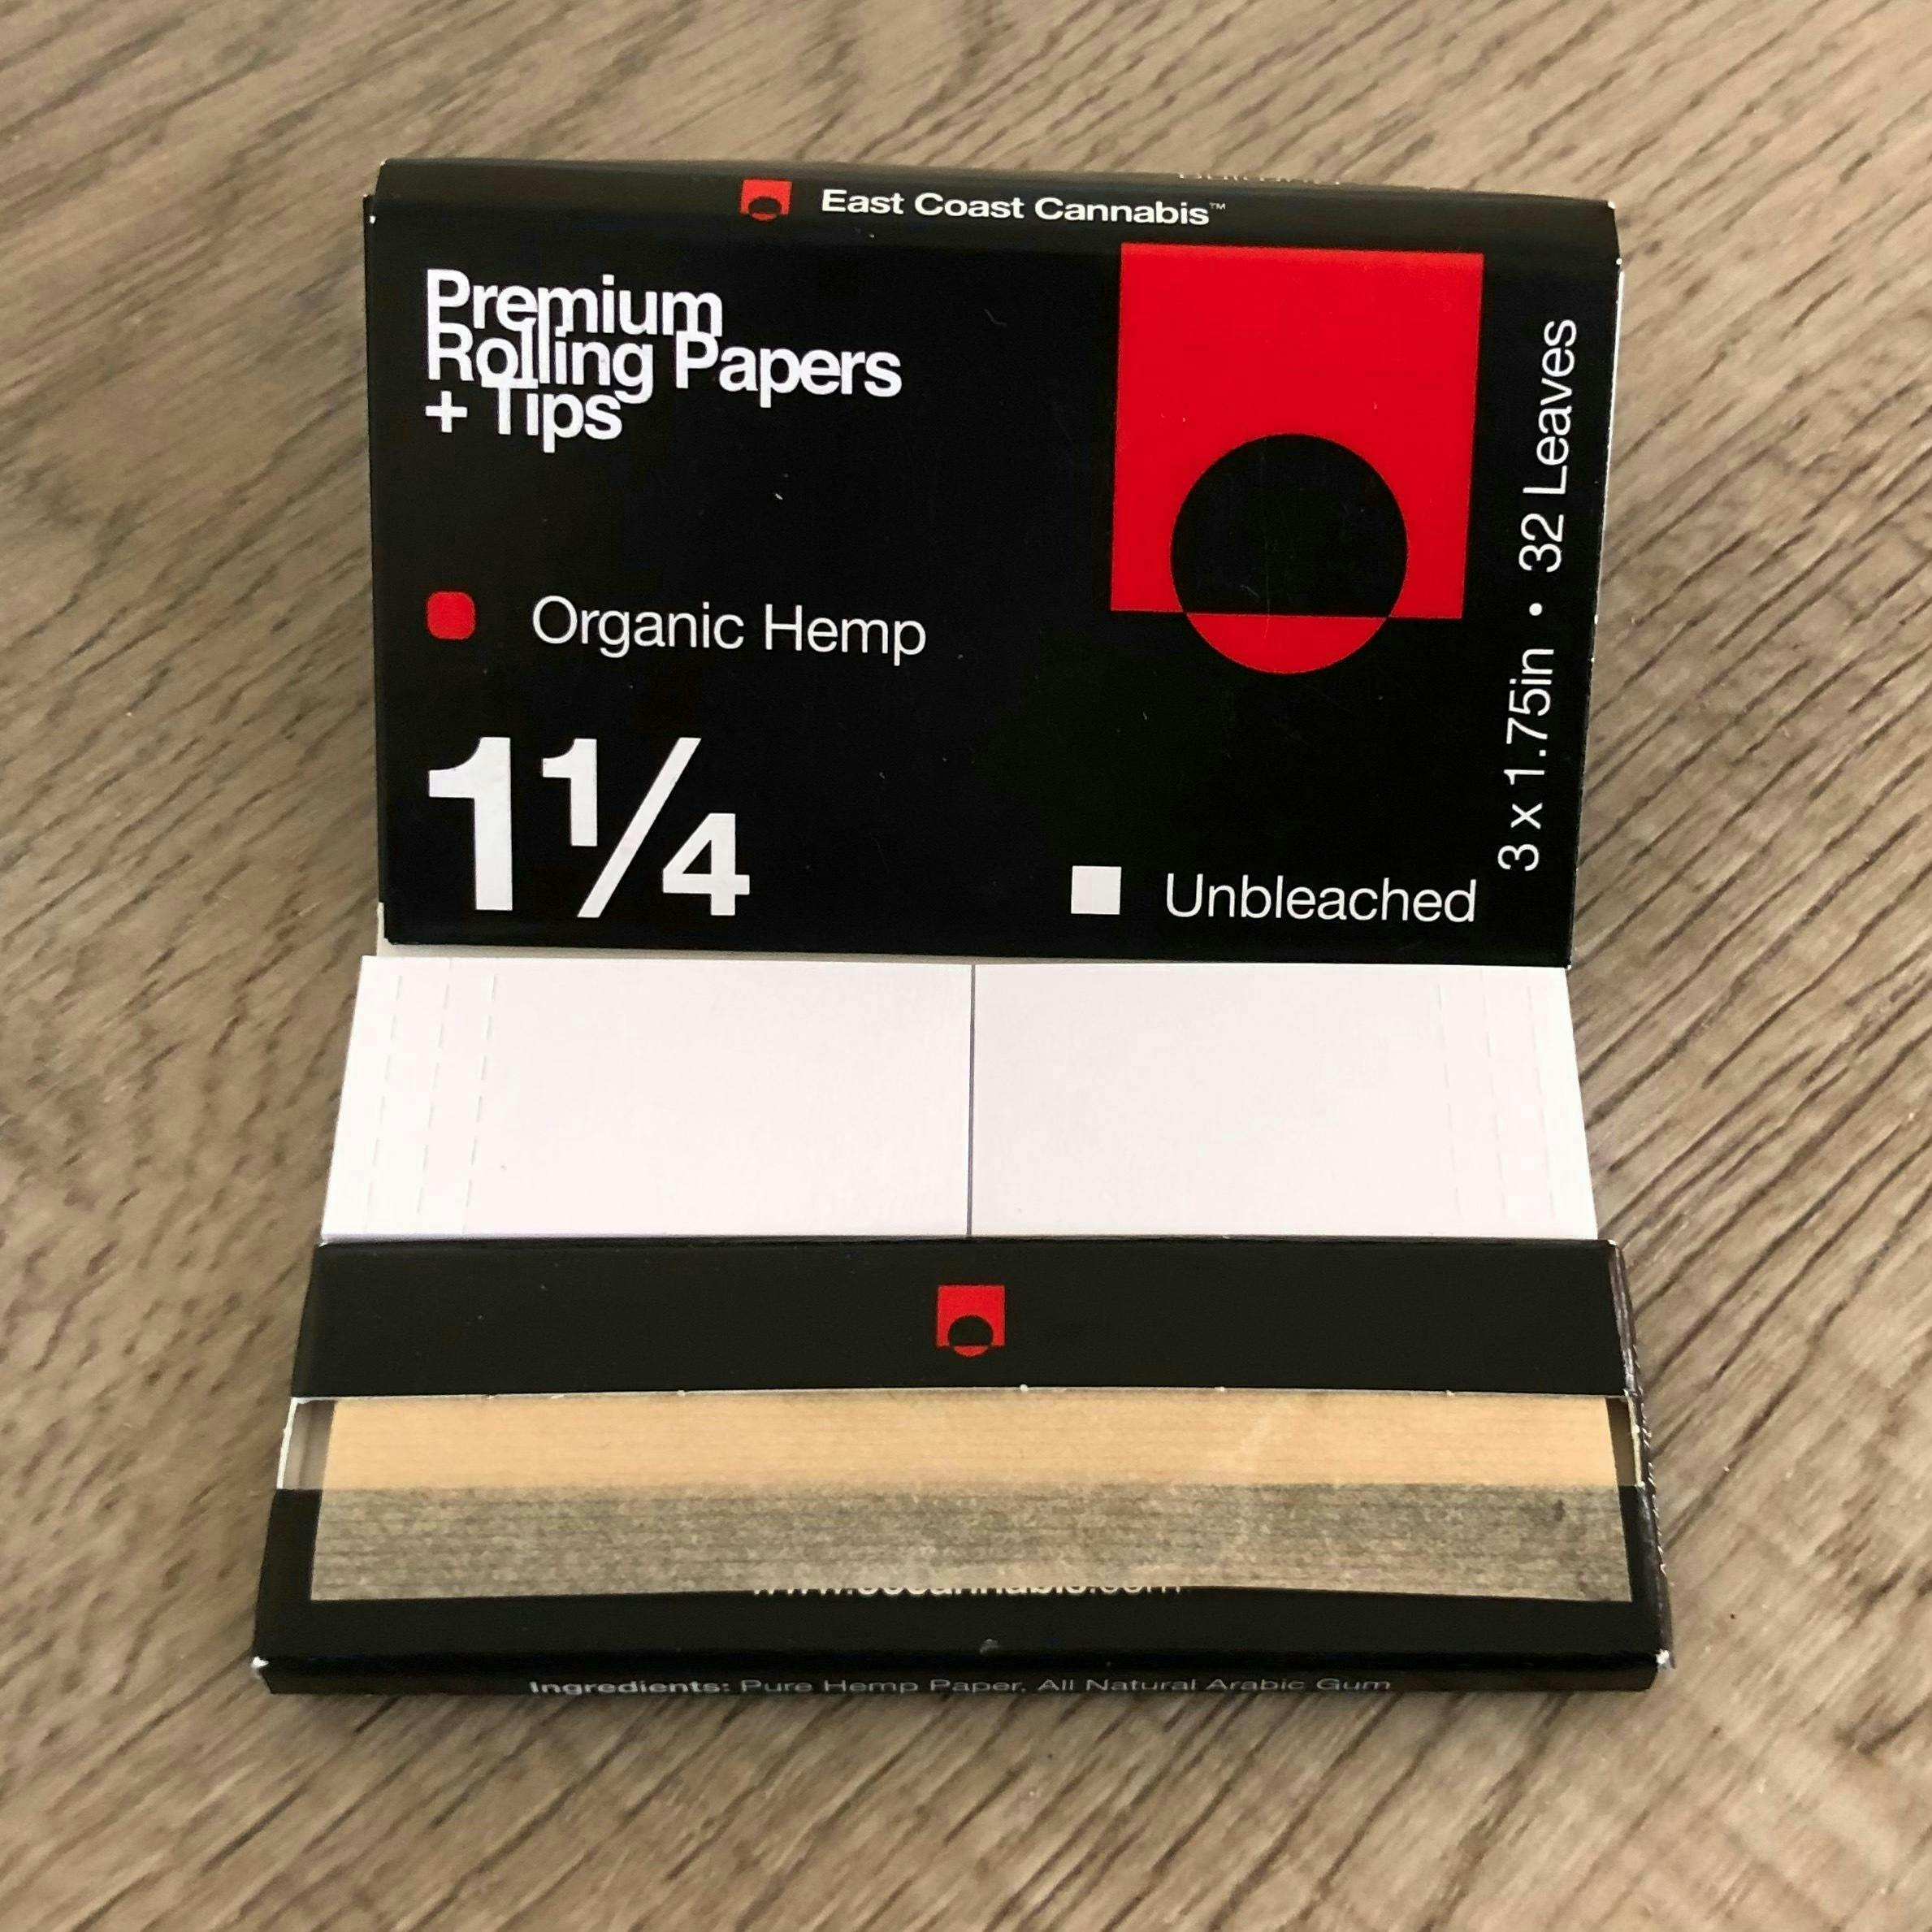 East Coast Cannabis™
Premium
Rolling Papers
+ Tips
Organic Hemp
1¼
Unbleached
3 x 1.75in • 32 Leaves
Ingredients: Pure Hemp Paper, All Natural Arabic Gum